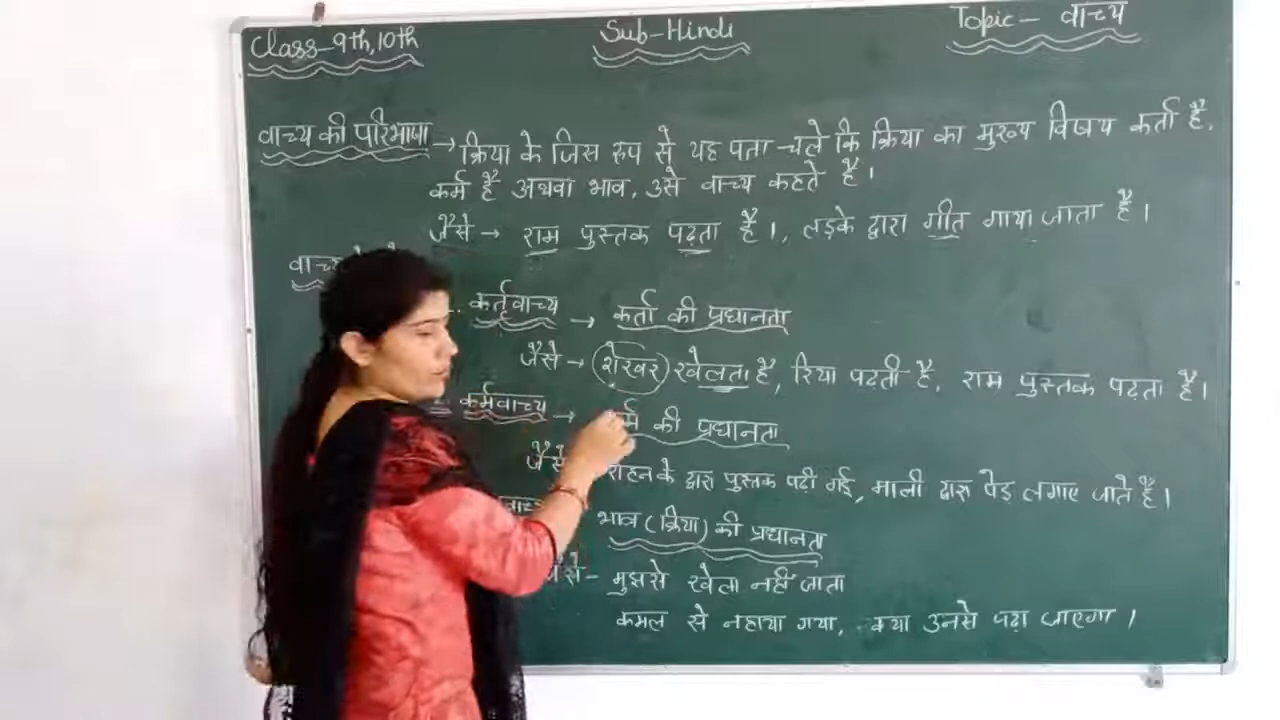 Class-9th,10th
Sub-Hindi
Topic- वाच्य
वाच्य की परिभाषा → क्रिया के जिस रुप से यह पता चले कि क्रिया का मुख्य विषय कर्ता है,
कर्म है अथवा भाव, उसे वाच्य कहते है।
जैसे → राम पुस्तक पढ़ता है।, लड़के द्वारा गीत गाया जाता है।
कर्तृवाच्य → कर्ता की प्रधानता
जैसे → शेखर खेलता है, रिया पढती है, राम पुस्तक पढ़ता है।
कर्मवाच्य → कर्म की प्रधानता
जैसे के द्वारा पुस्तक पढ़ी गई, माली द्वारा पेड़ लगाए जाते है।
भाव (क्रिया) की प्रधानता
जैसे - मुझसे खेला नहीं जाता
कमल से नहाया गया, क्या उनसे पढ़ा जाएगा।